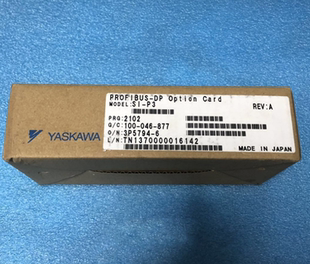 PROFIBUS-DP Option Card
MODEL: SI-P3
REV: A
PRG: 2102
C/C: 100-046-877
O/N: 3P5794-6
S/N: TN1370000016142
YASKAWA
MADE IN JAPAN